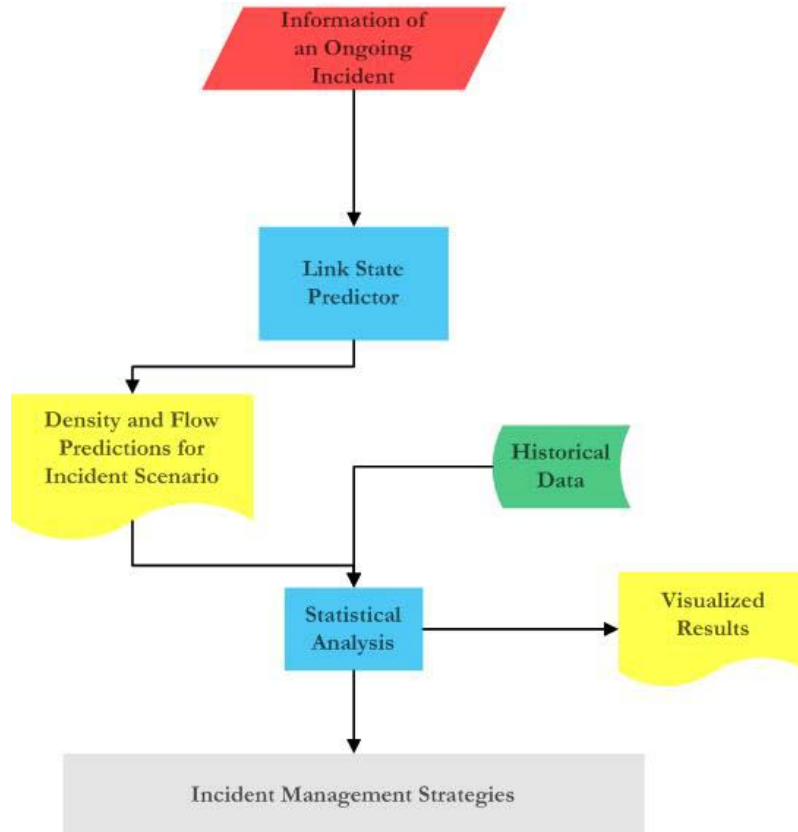 Information of
an Ongoing
Incident
Link State
Predictor
Density and Flow
Predictions for
Incident Scenario
Historical
Data
Statistical
Analysis
Visualized
Results
Incident Management Strategies